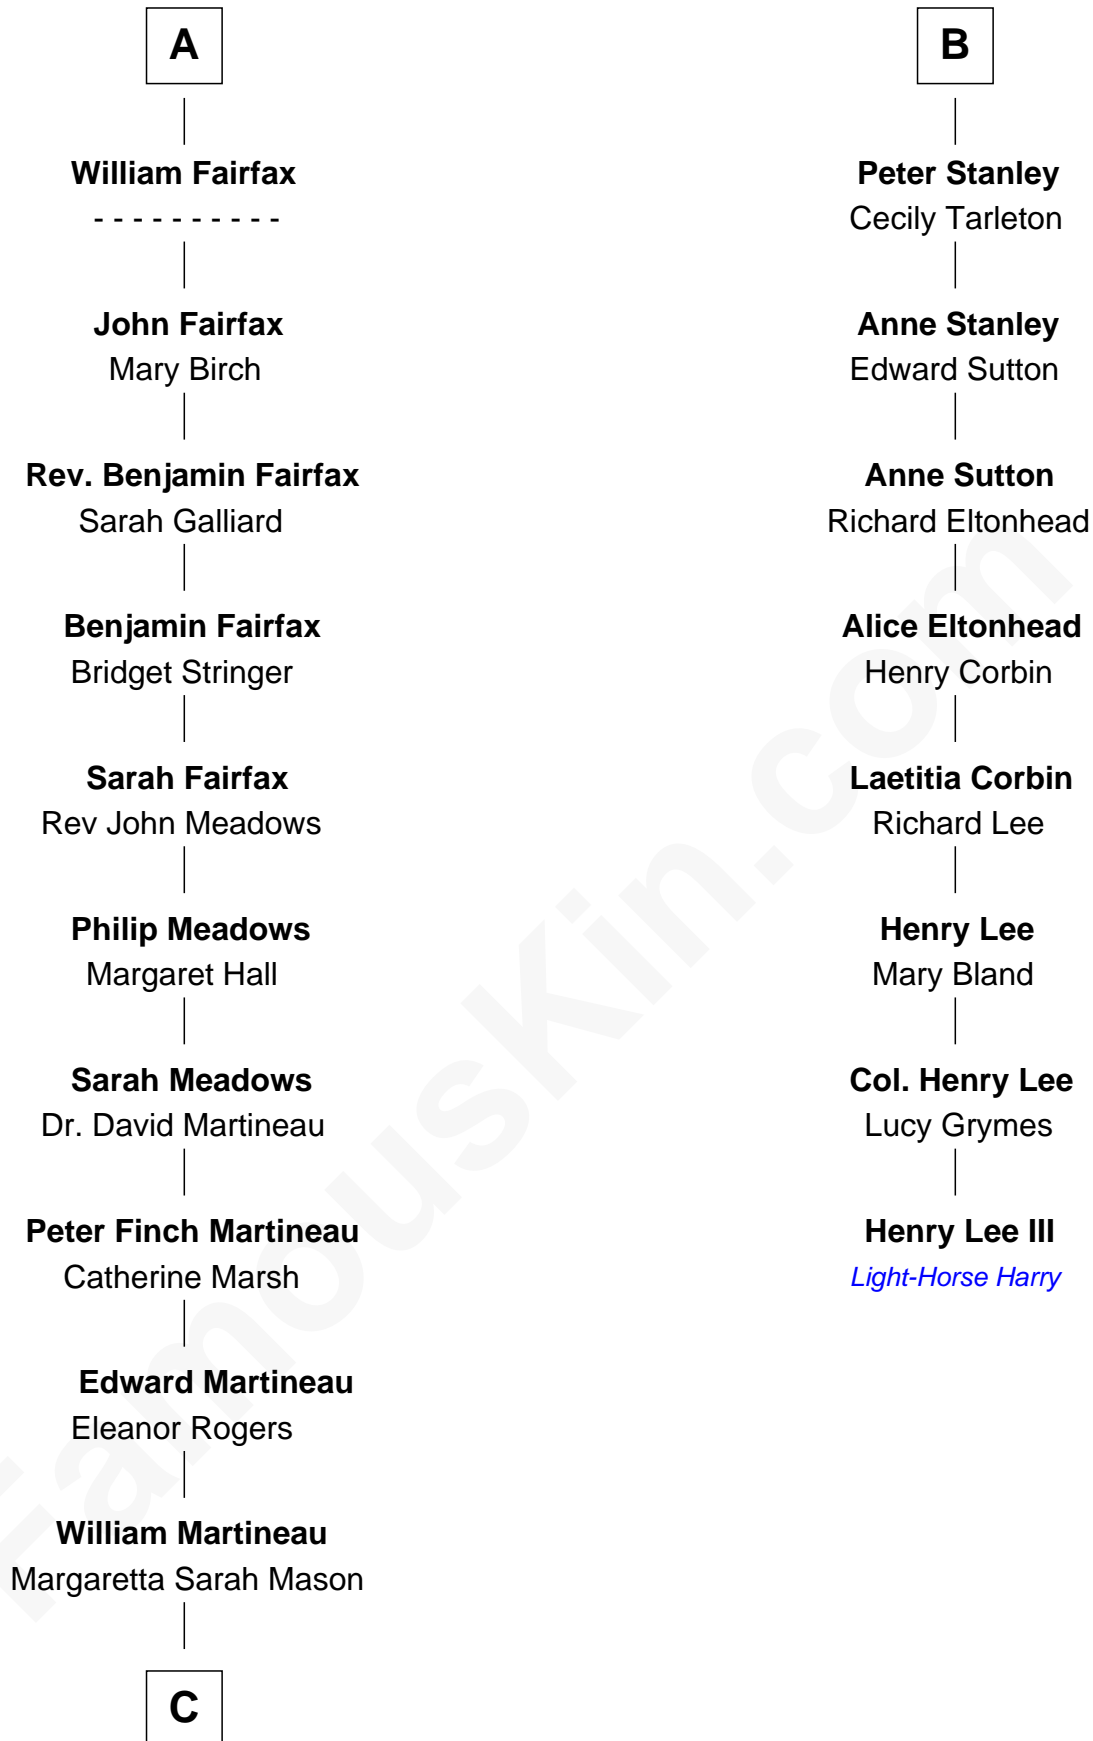 A
William Fairfax
- - - - - - - - - -
John Fairfax
Mary Birch
Rev. Benjamin Fairfax
Sarah Galliard
Benjamin Fairfax
Bridget Stringer
Sarah Fairfax
Rev John Meadows
Philip Meadows
Margaret Hall
Sarah Meadows
Dr. David Martineau
Peter Finch Martineau
Catherine Marsh
Edward Martineau
Eleanor Rogers
William Martineau
Margaretta Sarah Mason
C
B
Peter Stanley
Cecily Tarleton
Anne Stanley
Edward Sutton
Anne Sutton
Richard Eltonhead
Alice Eltonhead
Henry Corbin
Laetitia Corbin
Richard Lee
Henry Lee
Mary Bland
Col. Henry Lee
Lucy Grymes
Henry Lee III
Light-Horse Harry
FamousKin.com